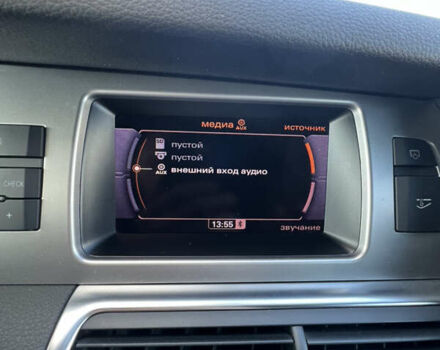 медиа AUX источник
пустой
пустой
AUX внешний вход аудио
CHECK
+
13:55 звучание